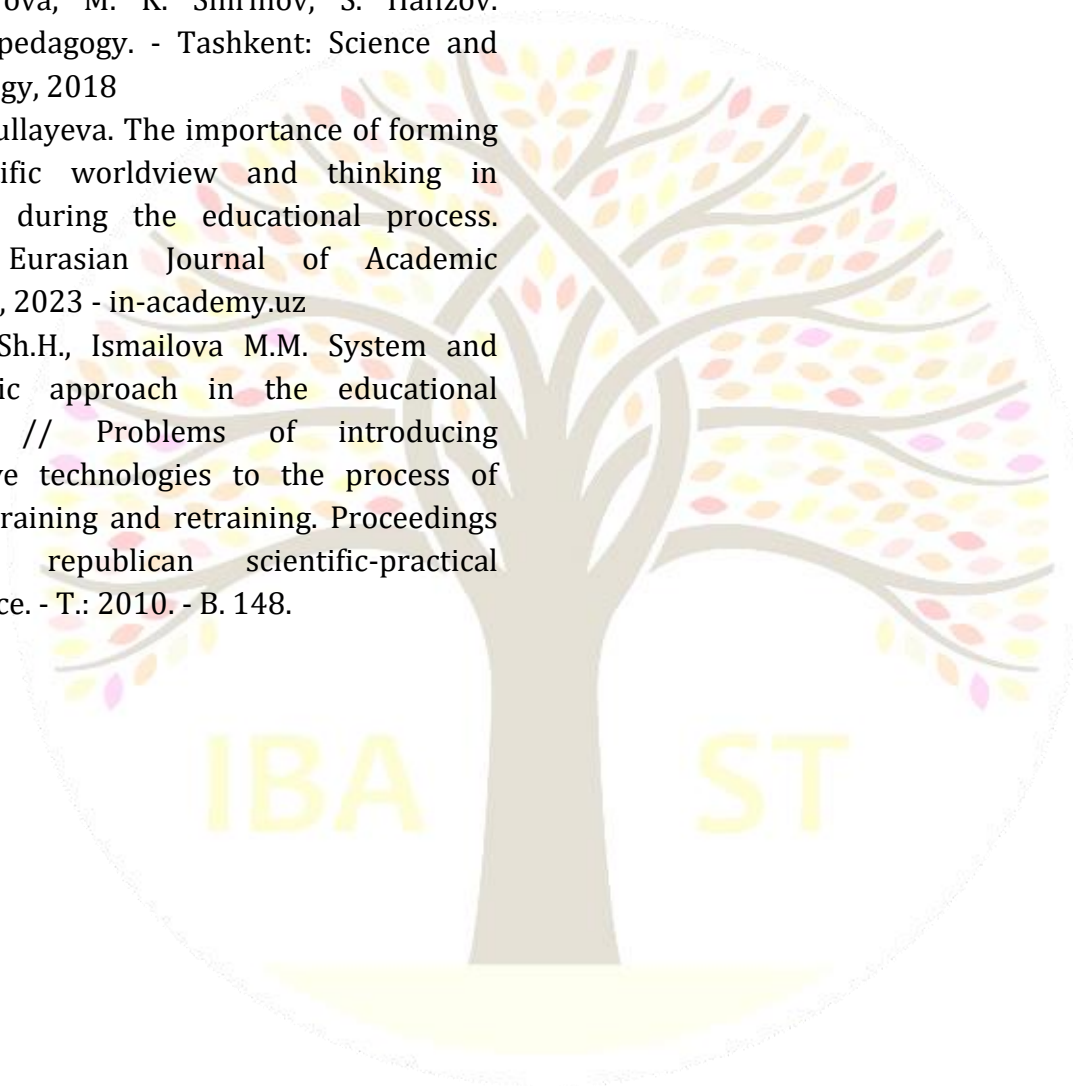 M. K. Smirnov, S. Hafizov.
pedagogy. - Tashkent: Science and
gy, 2018
ullayeva. The importance of forming
ific worldview and thinking in
during the educational process.
Eurasian Journal of Academic
, 2023 - in-academy.uz
Sh.H., Ismailova M.M. System and
ic approach in the educational
// Problems of introducing
ve technologies to the process of
raining and retraining. Proceedings
republican scientific-practical
ce. - T.: 2010. - B. 148.
IBA ST